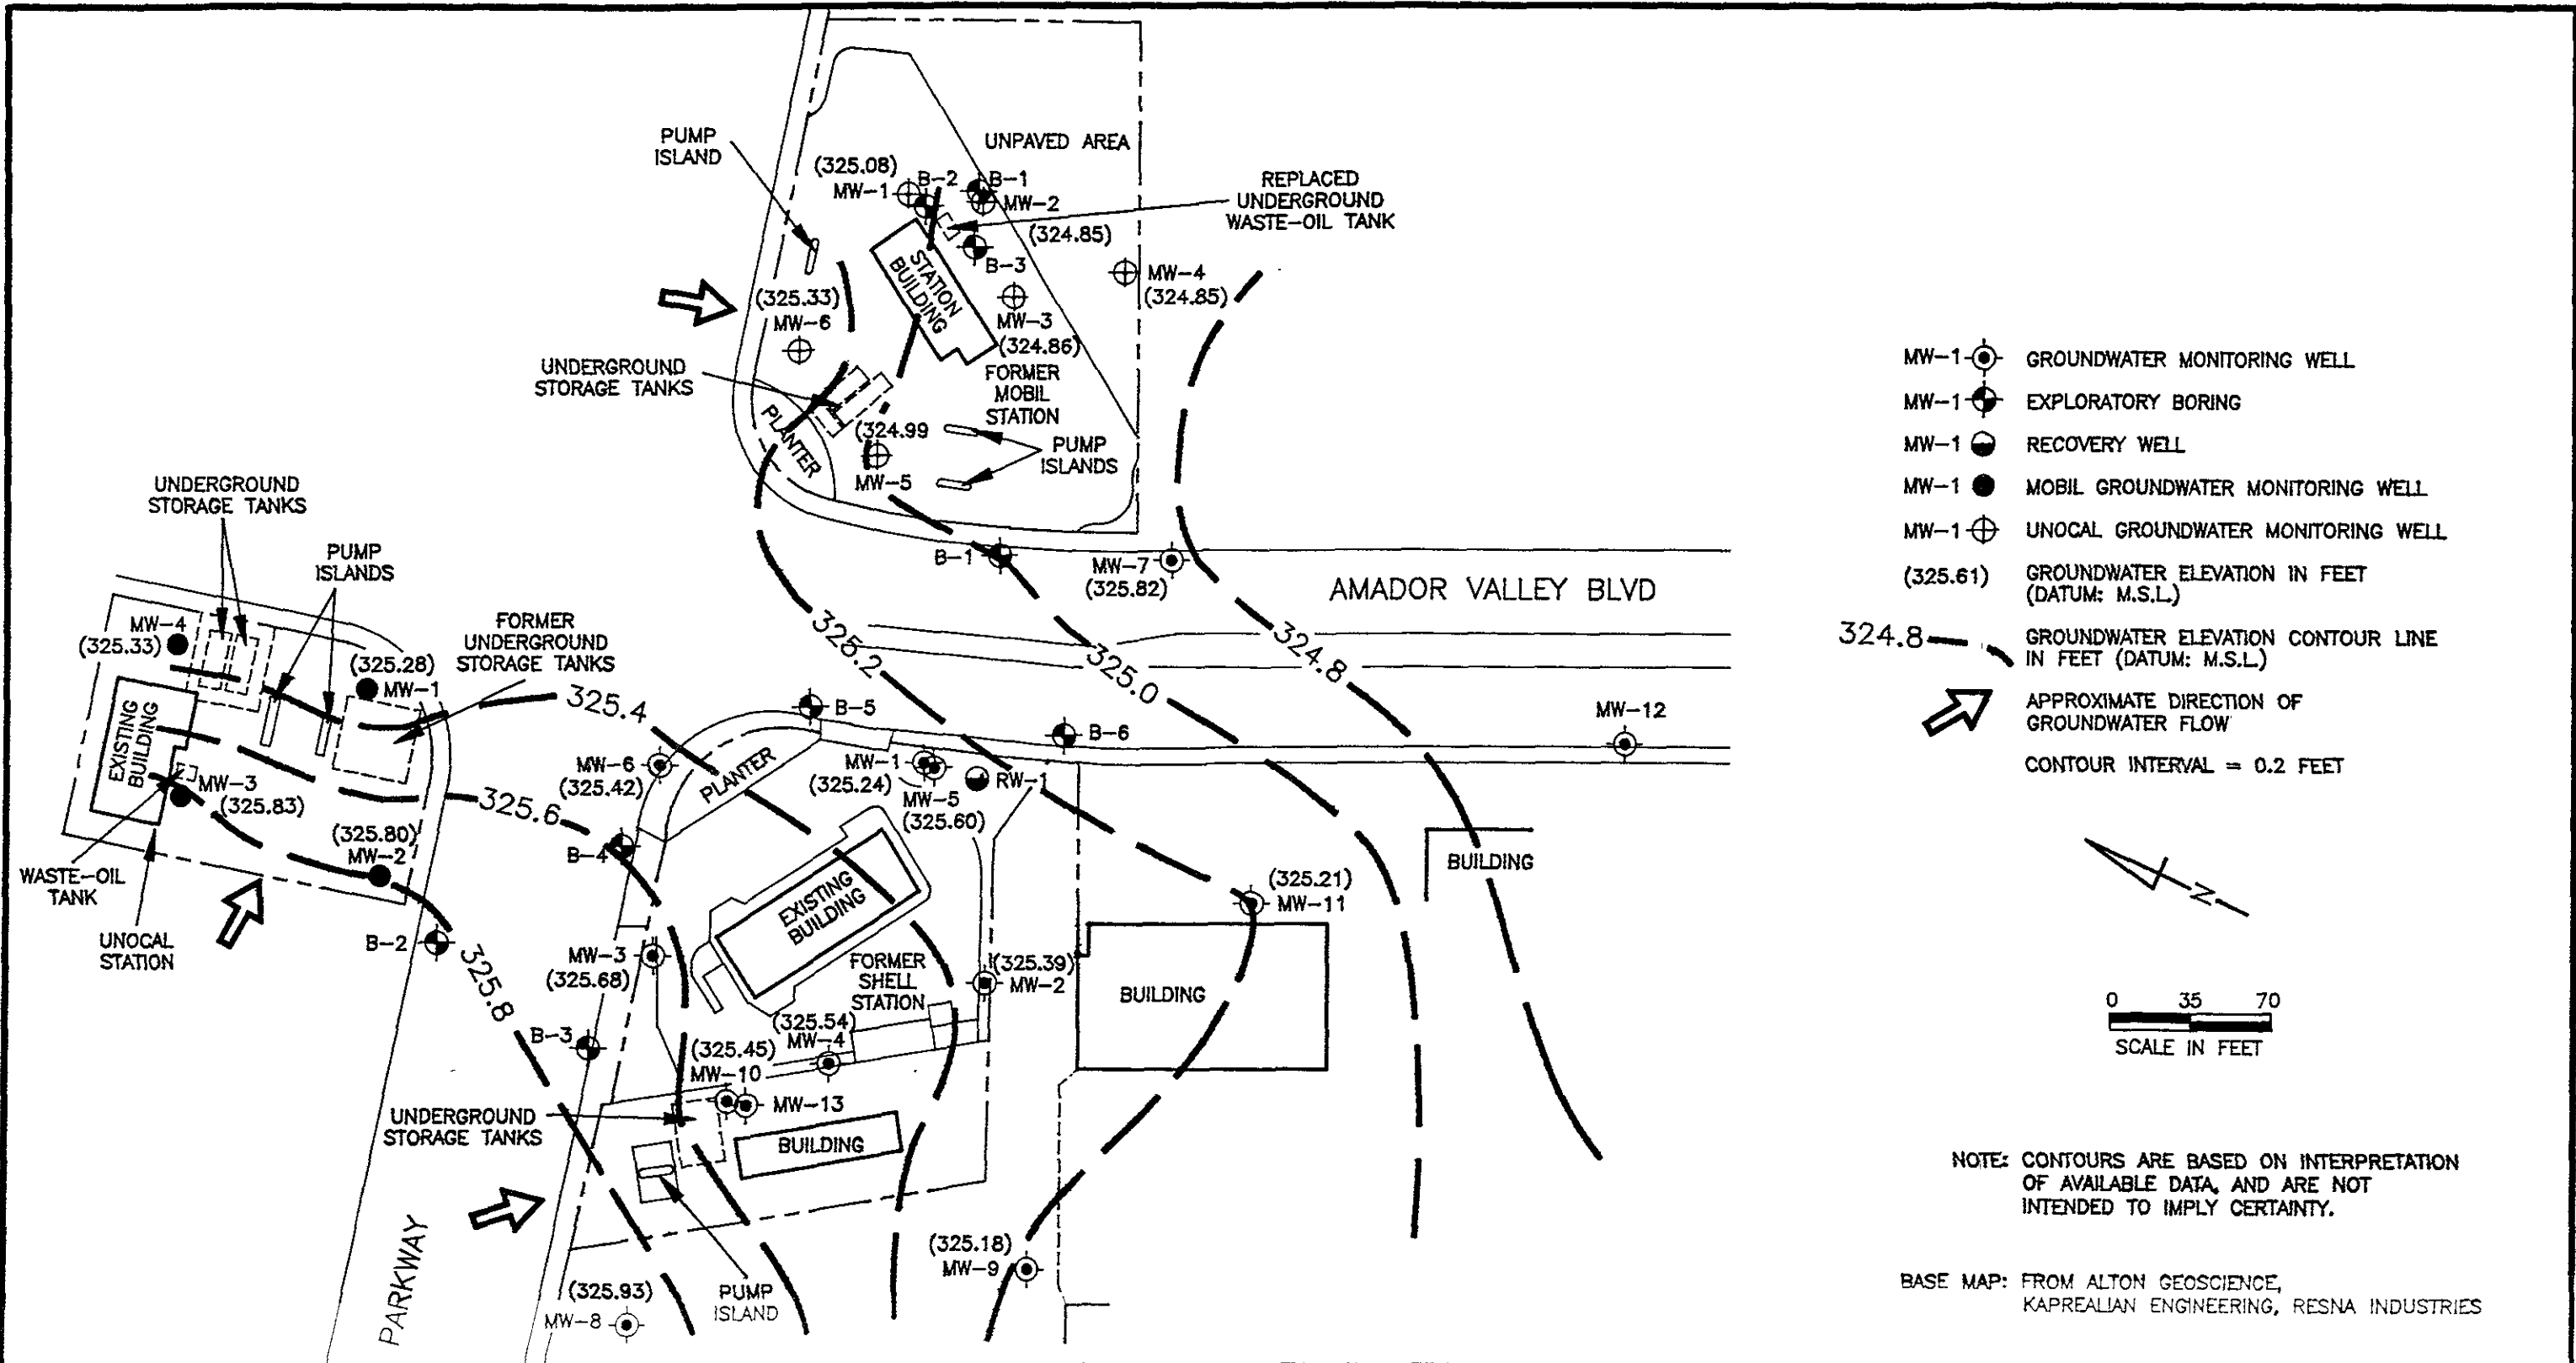 PUMP
ISLAND
(325.08)
MW-1
B-2
B-1
MW-2
(324.85)
UNPAVED AREA
REPLACED
UNDERGROUND
WASTE-OIL TANK
B-3
STATION
BUILDING
MW-4
(324.85)
(325.33)
MW-6
MW-3
(324.86)
UNDERGROUND
STORAGE TANKS
FORMER
MOBIL
STATION
PLANTER
(324.99
MW-5
PUMP
ISLANDS
B-1
MW-7
(325.82)
AMADOR VALLEY BLVD
325.2
325.0
324.8
UNDERGROUND
STORAGE TANKS
PUMP
ISLANDS
MW-4
(325.33)
FORMER
UNDERGROUND
STORAGE TANKS
(325.28)
MW-1
EXISTING
BUILDING
MW-3
(325.83)
(325.80)
MW-2
WASTE-OIL
TANK
UNOCAL
STATION
325.4
325.6
325.8
B-2
B-5
MW-6
(325.42)
PLANTER
MW-1
(325.24)
MW-5
(325.60)
RW-1
B-6
MW-12
B-4
EXISTING
BUILDING
MW-3
(325.68)
FORMER
SHELL
STATION
(325.39)
MW-2
(325.21)
MW-11
BUILDING
BUILDING
B-3
(325.54)
MW-4
(325.45)
MW-10
MW-13
UNDERGROUND
STORAGE TANKS
BUILDING
(325.18)
MW-9
(325.93)
MW-8
PUMP
ISLAND
PARKWAY
MW-1 GROUNDWATER MONITORING WELL
MW-1 EXPLORATORY BORING
MW-1 RECOVERY WELL
MW-1 MOBIL GROUNDWATER MONITORING WELL
MW-1 UNOCAL GROUNDWATER MONITORING WELL
(325.61) GROUNDWATER ELEVATION IN FEET
(DATUM: M.S.L.)
324.8 GROUNDWATER ELEVATION CONTOUR LINE
IN FEET (DATUM: M.S.L.)
APPROXIMATE DIRECTION OF
GROUNDWATER FLOW
CONTOUR INTERVAL = 0.2 FEET
N
0 35 70
SCALE IN FEET
NOTE: CONTOURS ARE BASED ON INTERPRETATION
OF AVAILABLE DATA, AND ARE NOT
INTENDED TO IMPLY CERTAINTY.
BASE MAP: FROM ALTON GEOSCIENCE,
KAPREALIAN ENGINEERING, RESNA INDUSTRIES